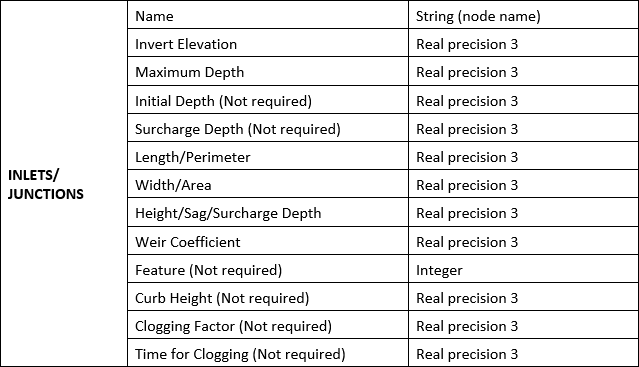 INLETS/
JUNCTIONS
Name String (node name)
Invert Elevation Real precision 3
Maximum Depth Real precision 3
Initial Depth (Not required) Real precision 3
Surcharge Depth (Not required) Real precision 3
Length/Perimeter Real precision 3
Width/Area Real precision 3
Height/Sag/Surcharge Depth Real precision 3
Weir Coefficient Real precision 3
Feature (Not required) Integer
Curb Height (Not required) Real precision 3
Clogging Factor (Not required) Real precision 3
Time for Clogging (Not required) Real precision 3